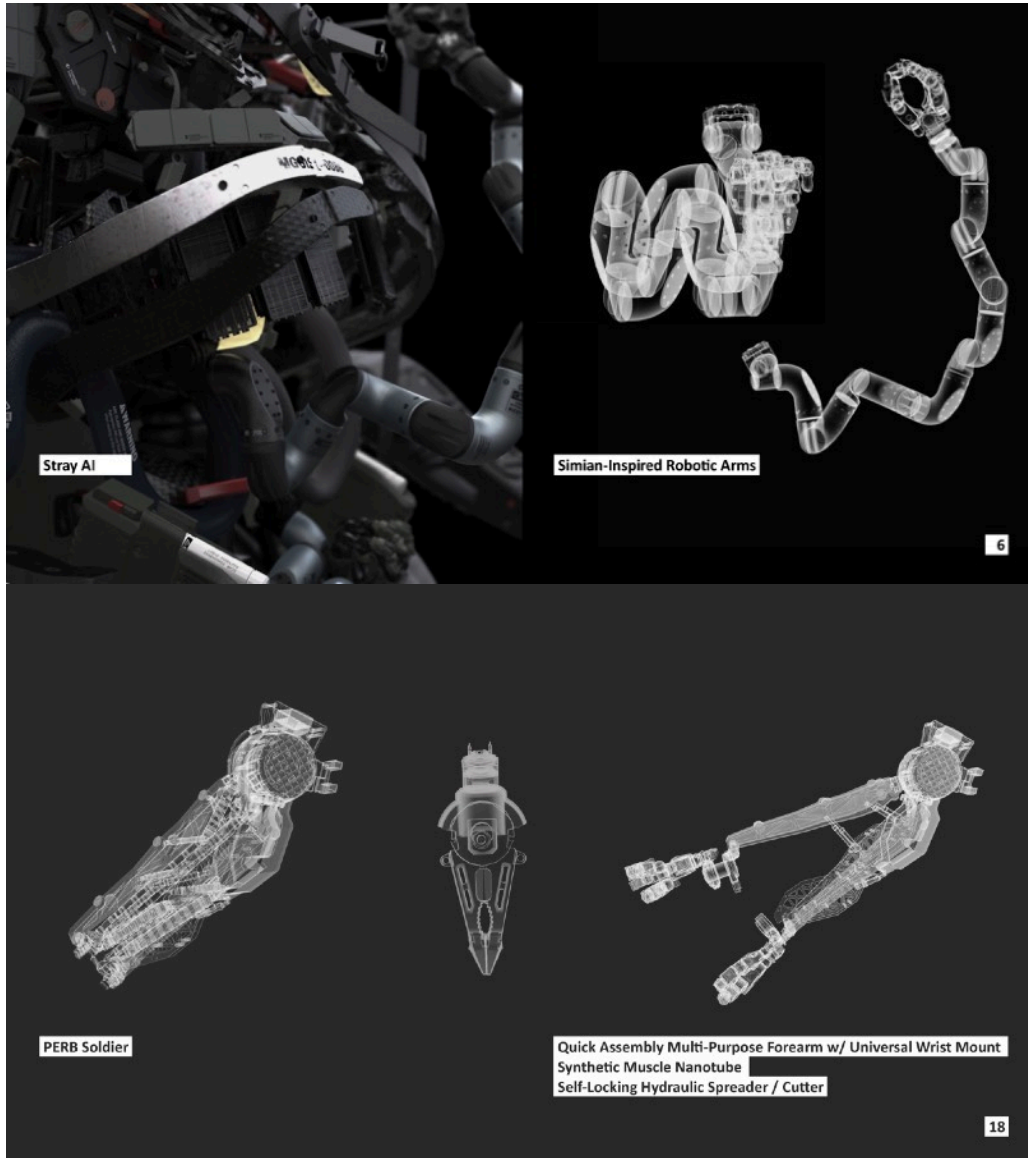 WARNING
Stray AI
Simian-Inspired Robotic Arms
6
PERB Soldier
Quick Assembly Multi-Purpose Forearm w/ Universal Wrist Mount
Synthetic Muscle Nanotube
Self-Locking Hydraulic Spreader / Cutter
18